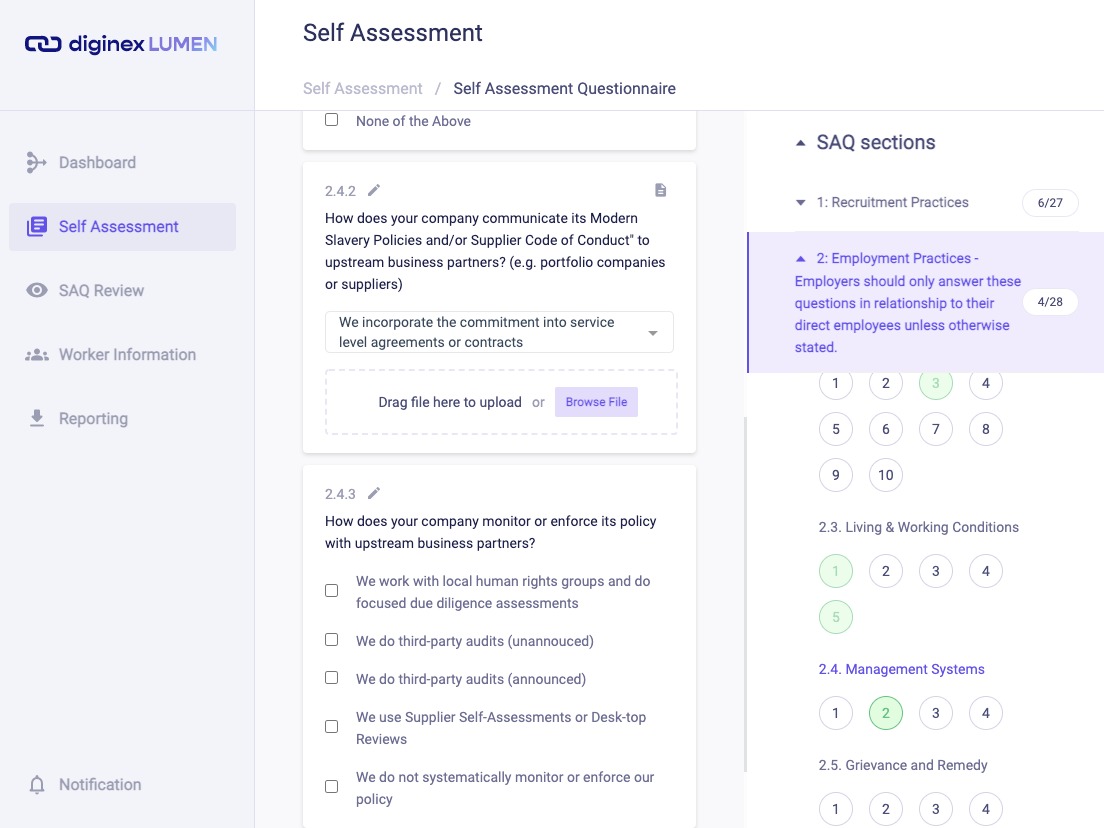 diginex LUMEN
Dashboard
Self Assessment
SAQ Review
Worker Information
Reporting
Notification
Self Assessment
Self Assessment / Self Assessment Questionnaire
None of the Above
2.4.2
How does your company communicate its Modern
Slavery Policies and/or Supplier Code of Conduct" to
upstream business partners? (e.g. portfolio companies
or suppliers)
We incorporate the commitment into service
level agreements or contracts
Drag file here to upload or Browse File
2.4.3
How does your company monitor or enforce its policy
with upstream business partners?
We work with local human rights groups and do
focused due diligence assessments
We do third-party audits (unannouced)
We do third-party audits (announced)
We use Supplier Self-Assessments or Desk-top
Reviews
We do not systematically monitor or enforce our
policy
SAQ sections
1: Recruitment Practices 6/27
2: Employment Practices -
Employers should only answer these
questions in relationship to their
direct employees unless otherwise
stated.
4/28
1 2 3 4
5 6 7 8
9 10
2.3. Living & Working Conditions
1 2 3 4
5
2.4. Management Systems
1 2 3 4
2.5. Grievance and Remedy
1 2 3 4